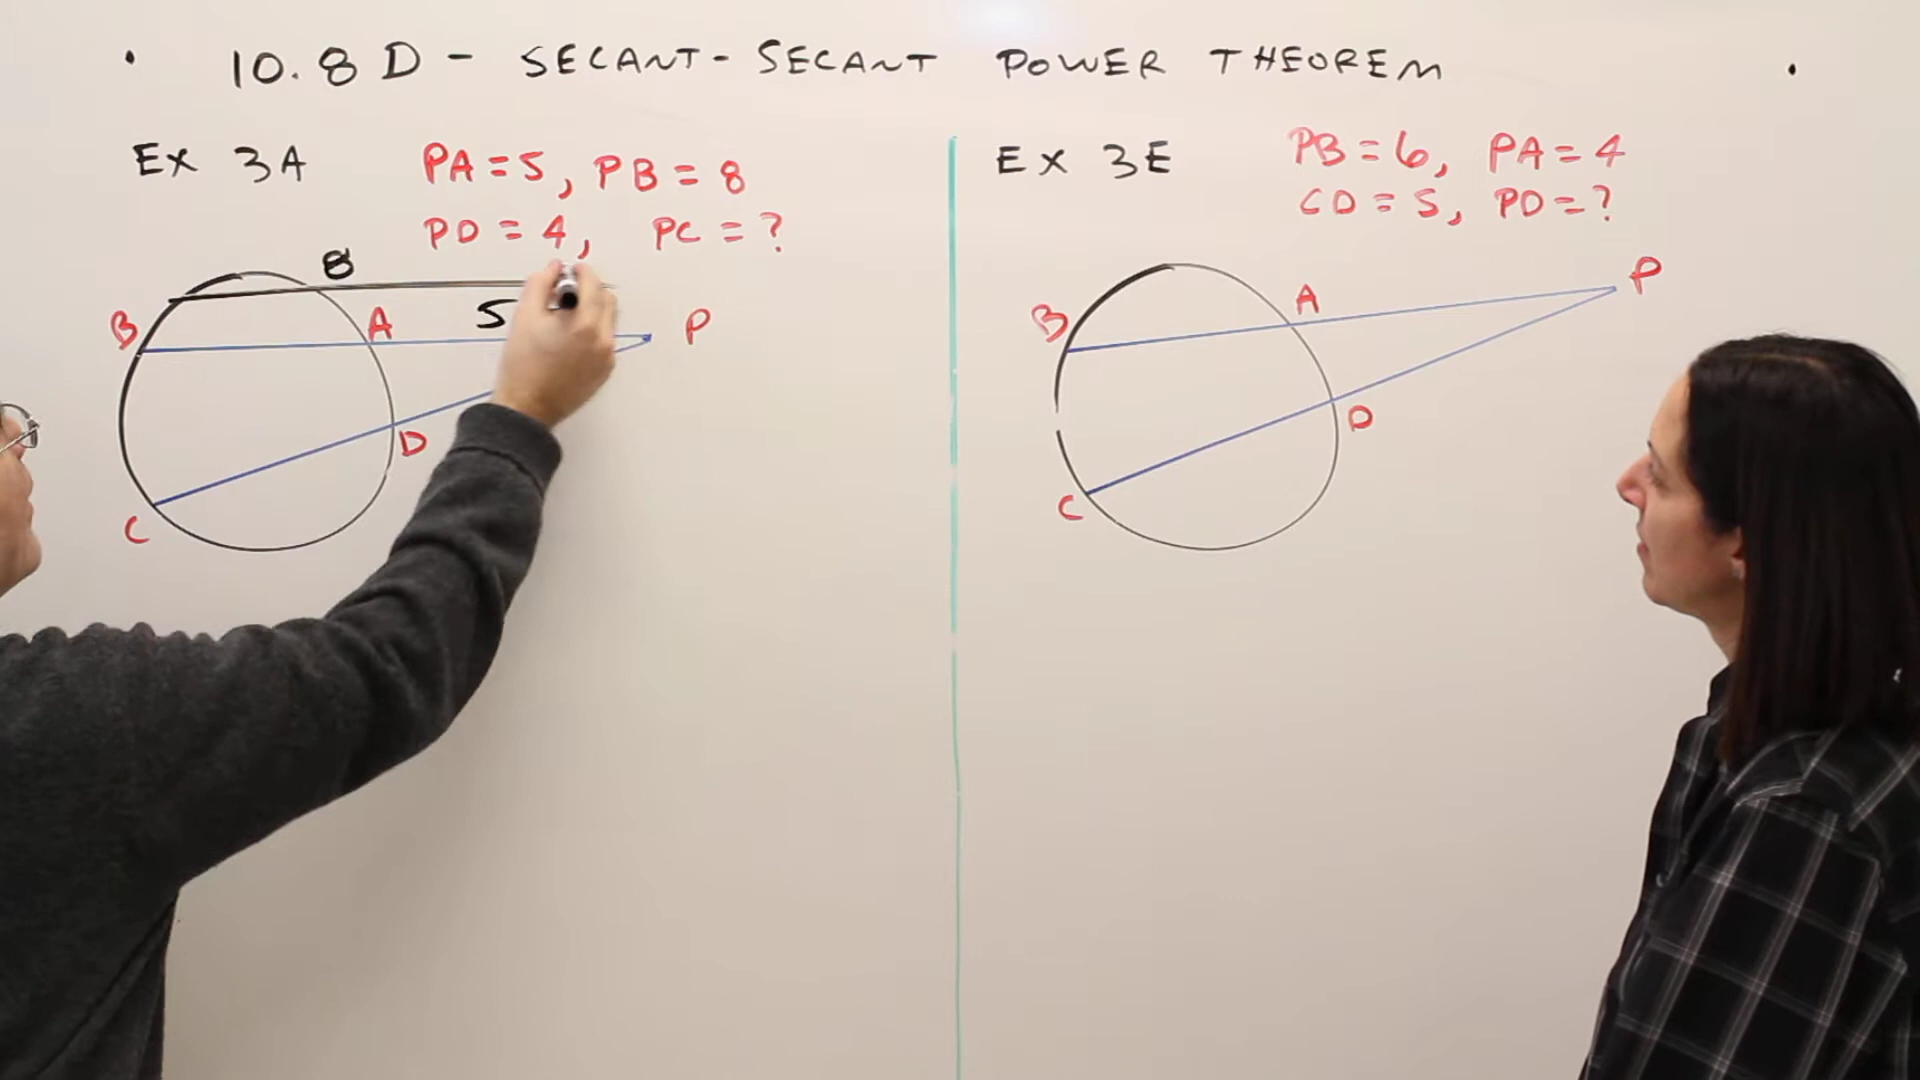 10.8 D - SECANT-SECANT POWER THEOREM
Ex 3A
PA = 5, PB = 8
PD = 4, PC = ?
8
5
B
A
P
D
C
Ex 3E
PB = 6, PA = 4
CD = 5, PD = ?
P
A
B
D
C